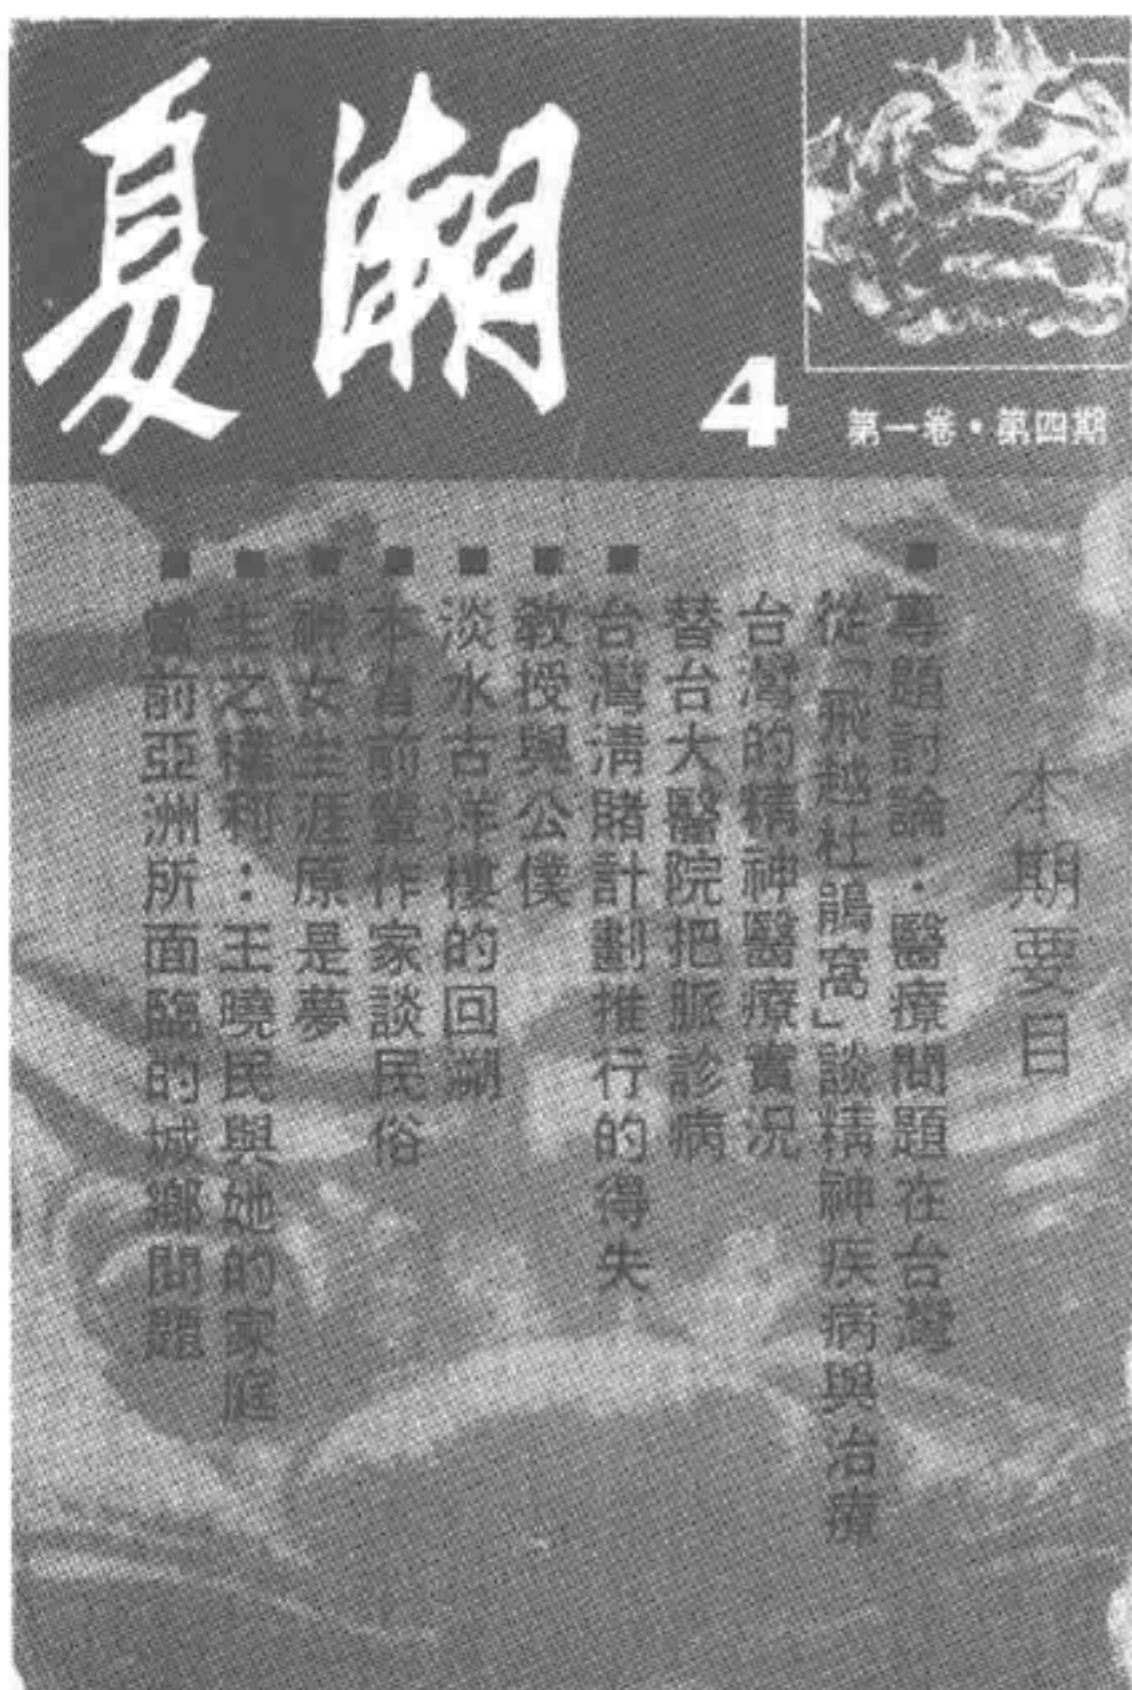 夏潮
4
第一卷・第四期
本期要目
■專題討論：醫療問題在台灣
從「飛越杜鵑窩」談精神疾病與治療
台灣的精神醫療實況
替台大醫院把脈診病
■台灣清賭計劃推行的得失
■教授與公僕
■淡水古洋樓的回溯
■本省前輩作家談民俗
■神女生涯原是夢
■生之權利：王曉民與她的家庭
■當前亞洲所面臨的城鄉問題